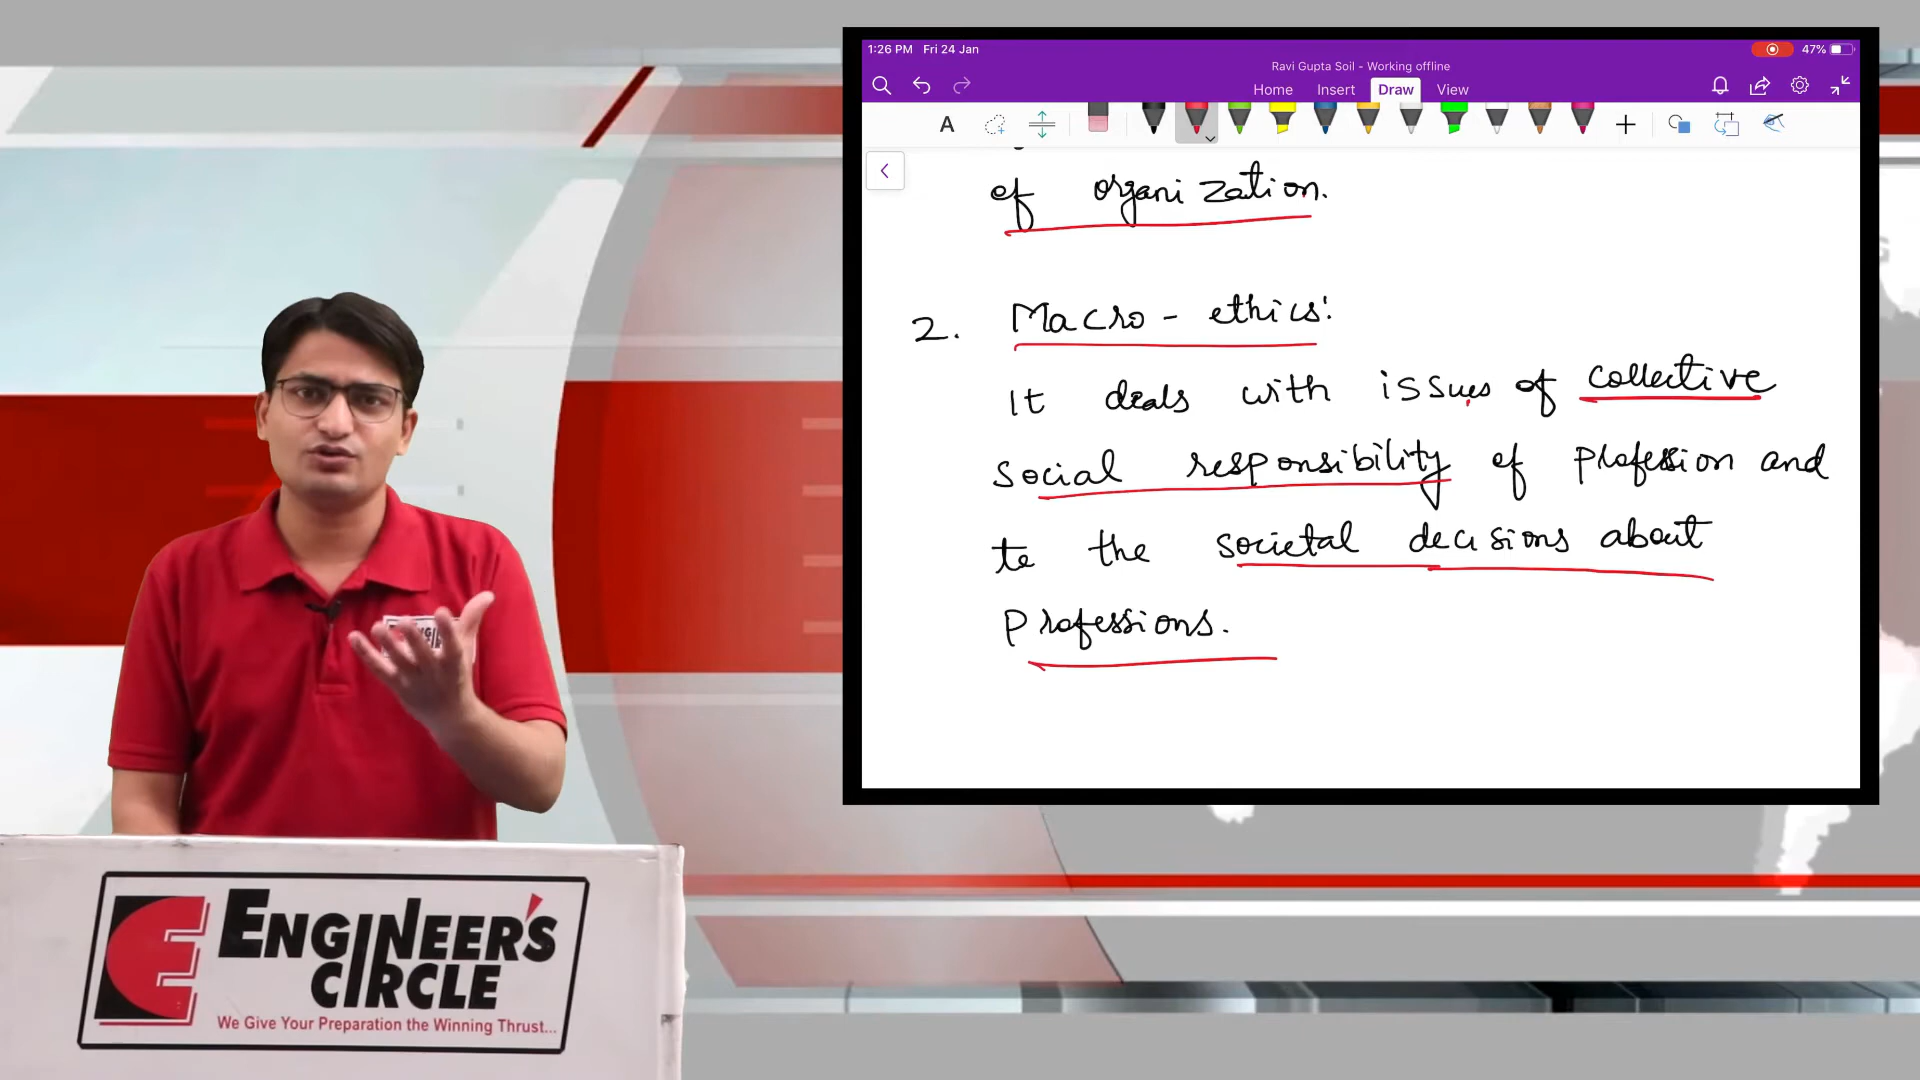 1:26 PM Fri 24 Jan
47%
Ravi Gupta Soil - Working offline
Home Insert Draw View
A
of organization.
2. Macro - ethics:
It deals with issues of collective
social responsibility of profession and
to the societal decisions about
Professions.
ENGINEER'S
CIRCLE
We Give Your Preparation the Winning Thrust...